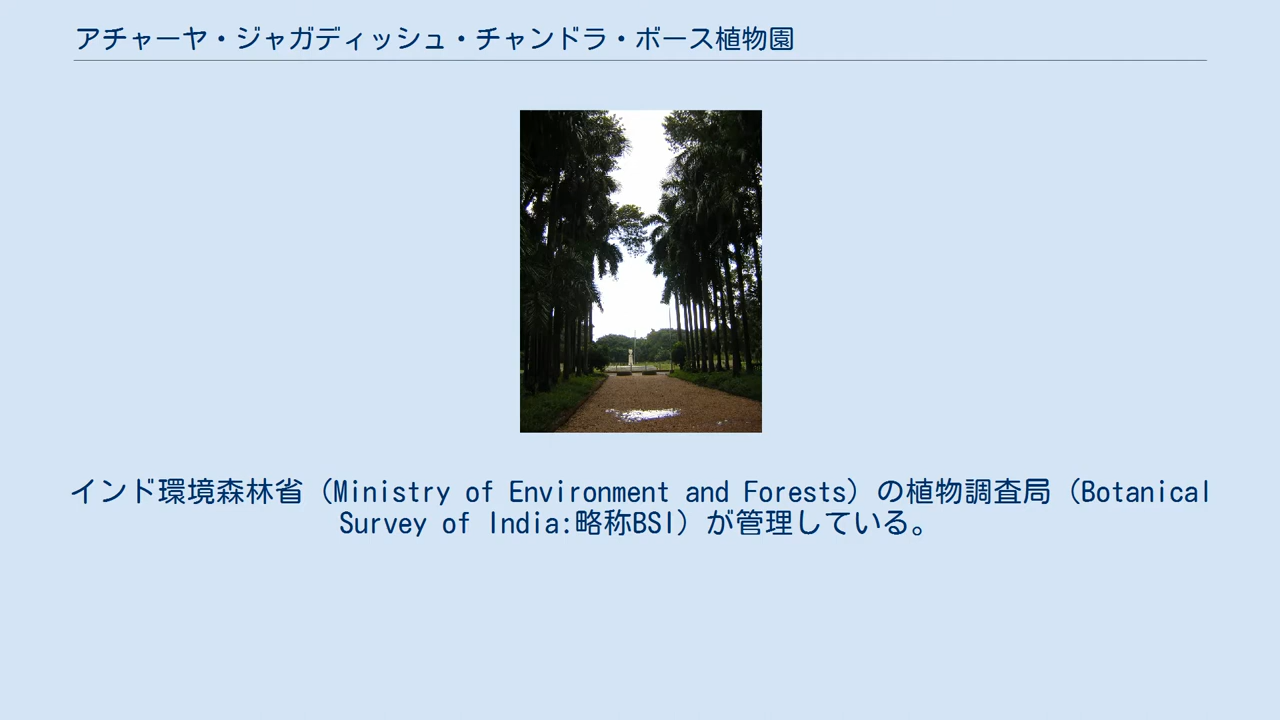 アチャーヤ・ジャガディッシュ・チャンドラ・ボース植物園
インド環境森林省（Ministry of Environment and Forests）の植物調査局（Botanical
Survey of India:略称BSI）が管理している。